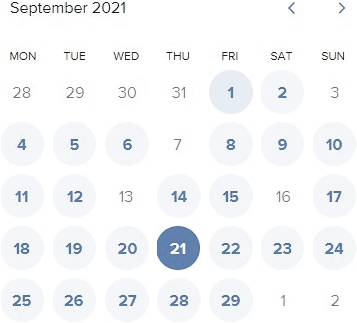 September 2021
MON TUE WED THU FRI SAT SUN
28 29 30 31 1 2 3
4 5 6 7 8 9 10
11 12 13 14 15 16 17
18 19 20 21 22 23 24
25 26 27 28 29 1 2